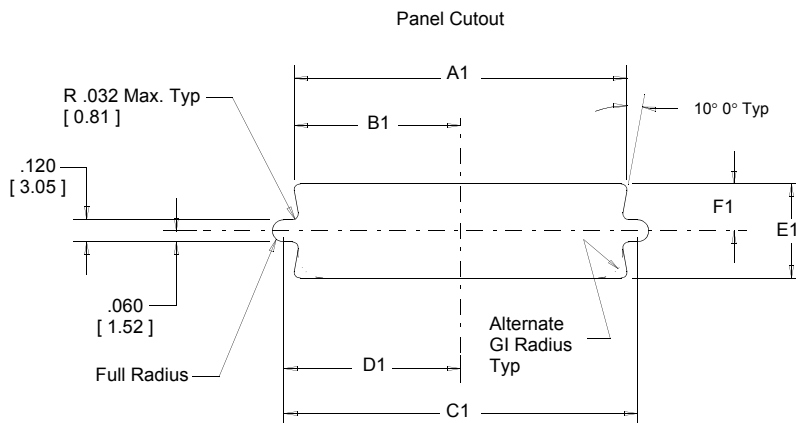 Panel Cutout
A1
R .032 Max. Typ
[ 0.81 ]
10° 0° Typ
B1
.120
[ 3.05 ]
F1
E1
.060
[ 1.52 ]
Alternate
GI Radius
Typ
Full Radius
D1
C1